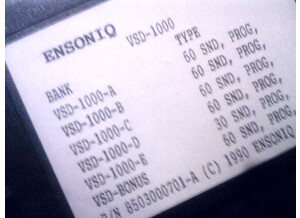 ENSONIQ VSD-1000
BANK TYPE
VSD-1000-A 60 SND, PROG,
VSD-1000-B 60 SND, PROG,
VSD-1000-C 60 SND, PROG,
VSD-1000-D 60 SND, PROG,
VSD-1000-E 30 SND, PROG,
VSD-BONUS 60 SND, PROG,
P/N 8503000701-A (C) 1990 ENSONIQ